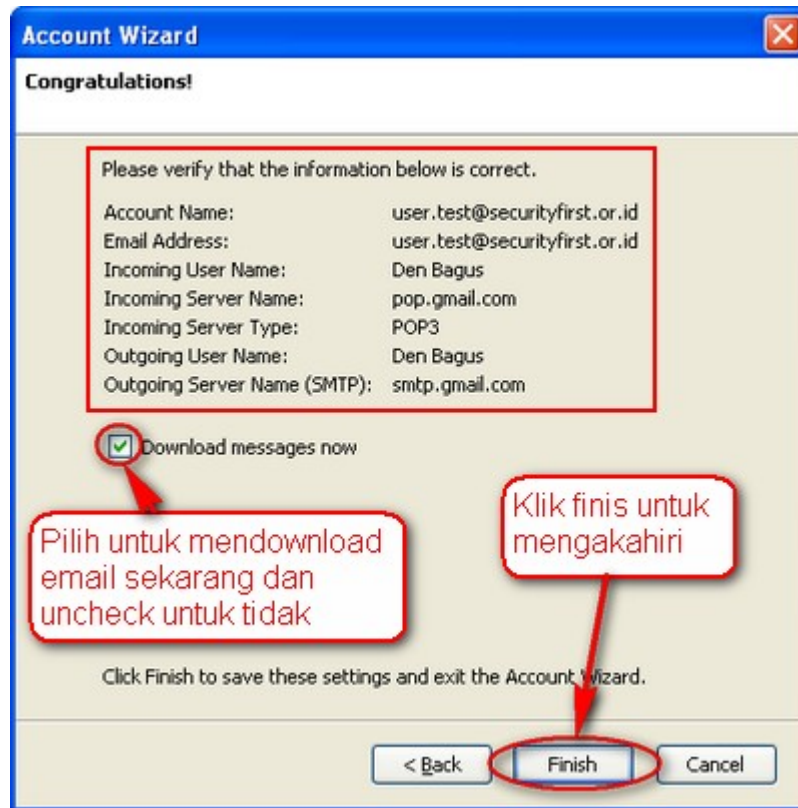 Account Wizard
Congratulations!
Please verify that the information below is correct.
Account Name: user.test@securityfirst.or.id
Email Address: user.test@securityfirst.or.id
Incoming User Name: Den Bagus
Incoming Server Name: pop.gmail.com
Incoming Server Type: POP3
Outgoing User Name: Den Bagus
Outgoing Server Name (SMTP): smtp.gmail.com
Download messages now
Pilih untuk mendownload
email sekarang dan
uncheck untuk tidak
Klik finis untuk
mengakahiri
Click Finish to save these settings and exit the Account Wizard.
< Back Finish Cancel